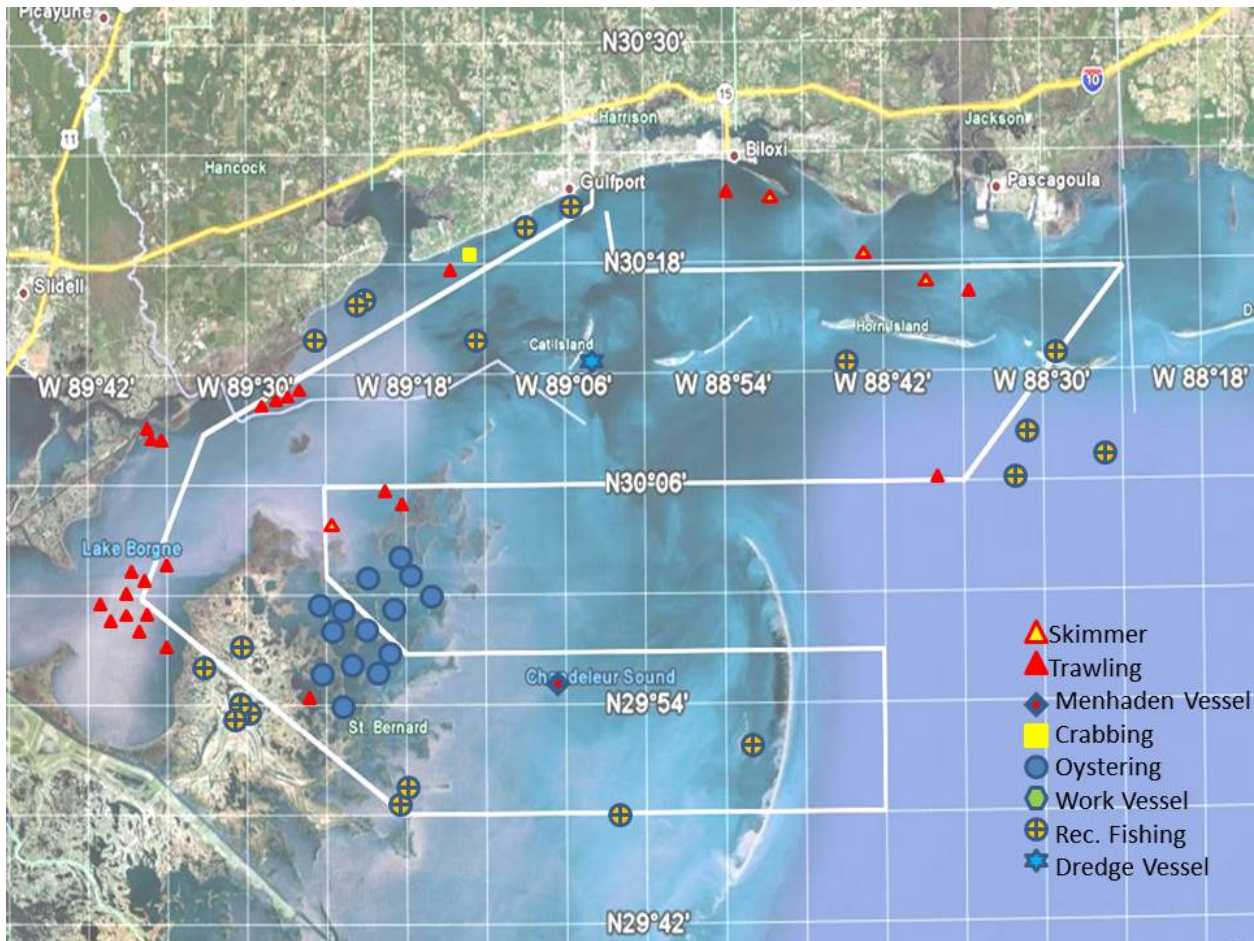 Picayune
N30°30'
10
11
15
Harrison
Jackson
Biloxi
Hancock
Gulfport
Pascagoula
N30°18'
Slidell
Cat Island
Horn Island
W 89°42'
W 89°30'
W 89°18'
W 89°06'
W 88°54'
W 88°42'
W 88°30'
W 88°18'
N30°06'
Lake Borgne
Skimmer
Trawling
Chandeleur Sound
Menhaden Vessel
N29°54'
St. Bernard
Crabbing
Oystering
Work Vessel
Rec. Fishing
Dredge Vessel
N29°42'